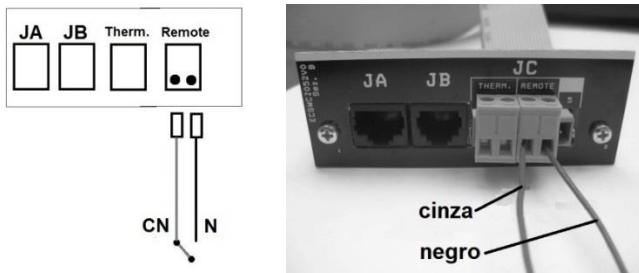 JA JB Therm. Remote
CN N
JC
JA JB THERM. REMOTE
S
cinza
negro